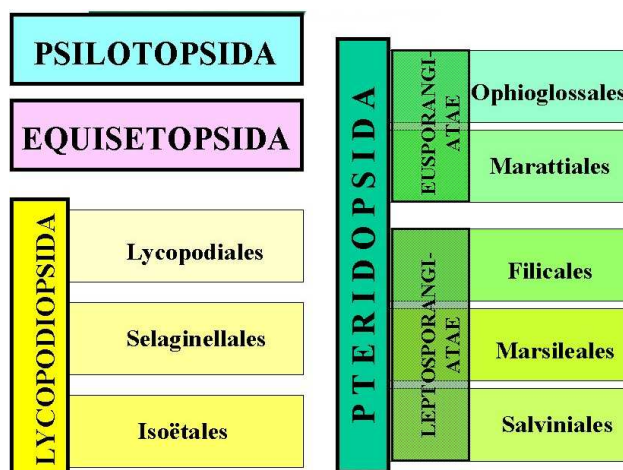 PSILOTOPSIDA
EQUISETOPSIDA
LYCOPODIOPSIDA
Lycopodiales
Selaginellales
Isoëtales
PTERIDOPSIDA
EUSPORANGI-
ATAE
Ophioglossales
Marattiales
LEPTOSPORANGI-
ATAE
Filicales
Marsileales
Salviniales